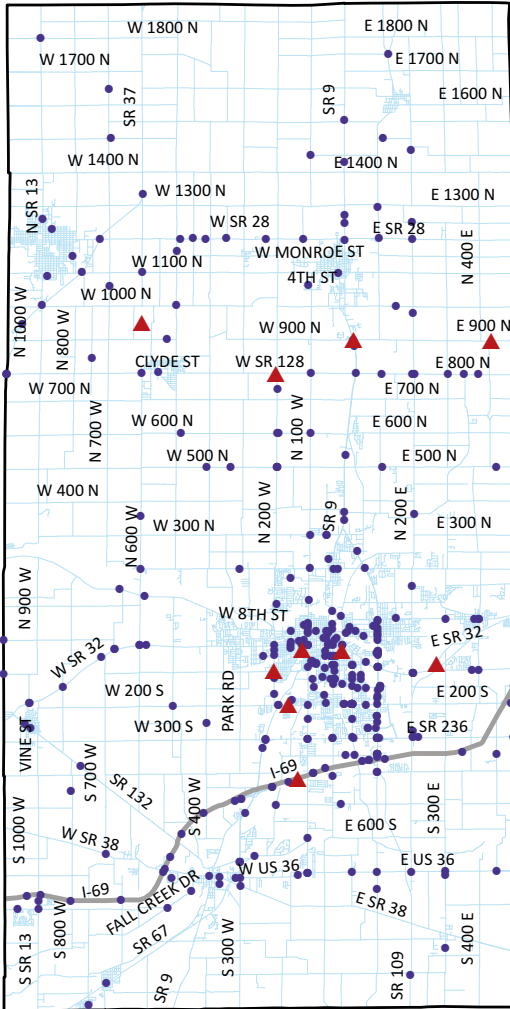 W 1800 N
E 1800 N
W 1700 N
E 1700 N
SR 37
SR 9
E 1600 N
W 1400 N
E 1400 N
N SR 13
W 1300 N
E 1300 N
W SR 28
E SR 28
W MONROE ST
N 400 E
W 1100 N
4TH ST
W 1000 N
N 1000 W
N 800 W
W 900 N
E 900 N
CLYDE ST
W SR 128
E 800 N
W 700 N
E 700 N
N 700 W
W 600 N
N 100 W
E 600 N
W 500 N
E 500 N
W 400 N
N 200 W
SR 9
N 200 E
N 600 W
W 300 N
E 300 N
N 900 W
W 8TH ST
E SR 32
W SR 32
W 200 S
PARK RD
E 200 S
VINE ST
W 300 S
E SR 236
S 700 W
SR 132
I-69
S 400 W
S 300 E
S 1000 W
W SR 38
E 600 S
W US 36
E US 36
I-69
FALL CREEK DR
E SR 38
S SR 13
S 800 W
SR 67
S 300 W
S 400 E
SR 9
SR 109